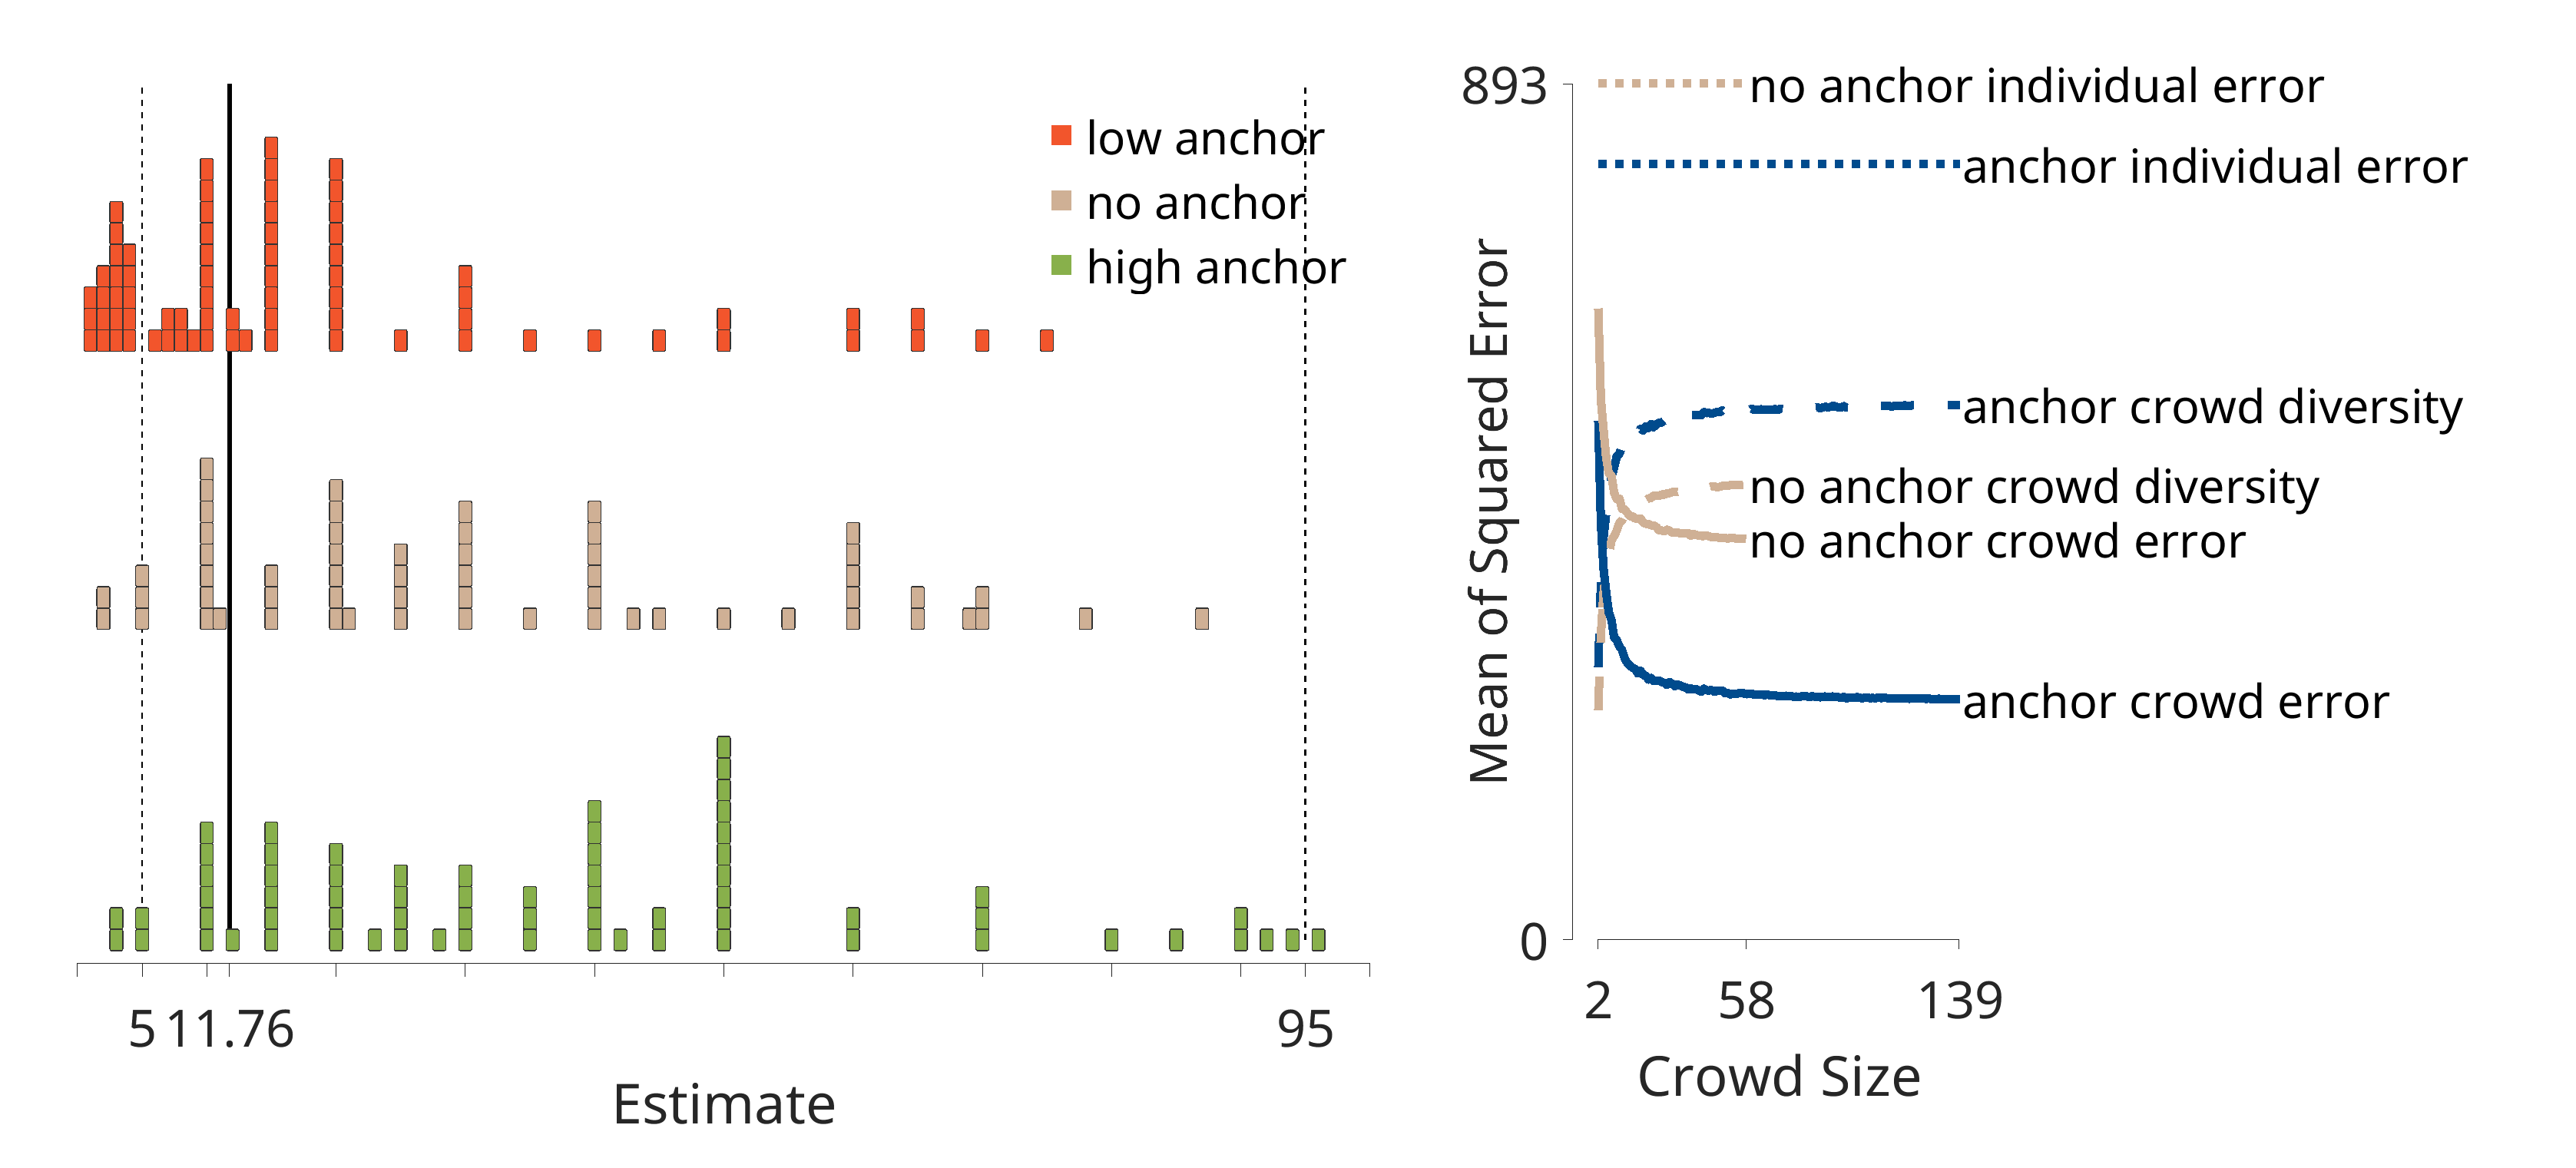 low anchor
no anchor
high anchor
5
11.76
95
Estimate
893
0
Mean of Squared Error
no anchor individual error
anchor individual error
anchor crowd diversity
no anchor crowd diversity
no anchor crowd error
anchor crowd error
2
58
139
Crowd Size